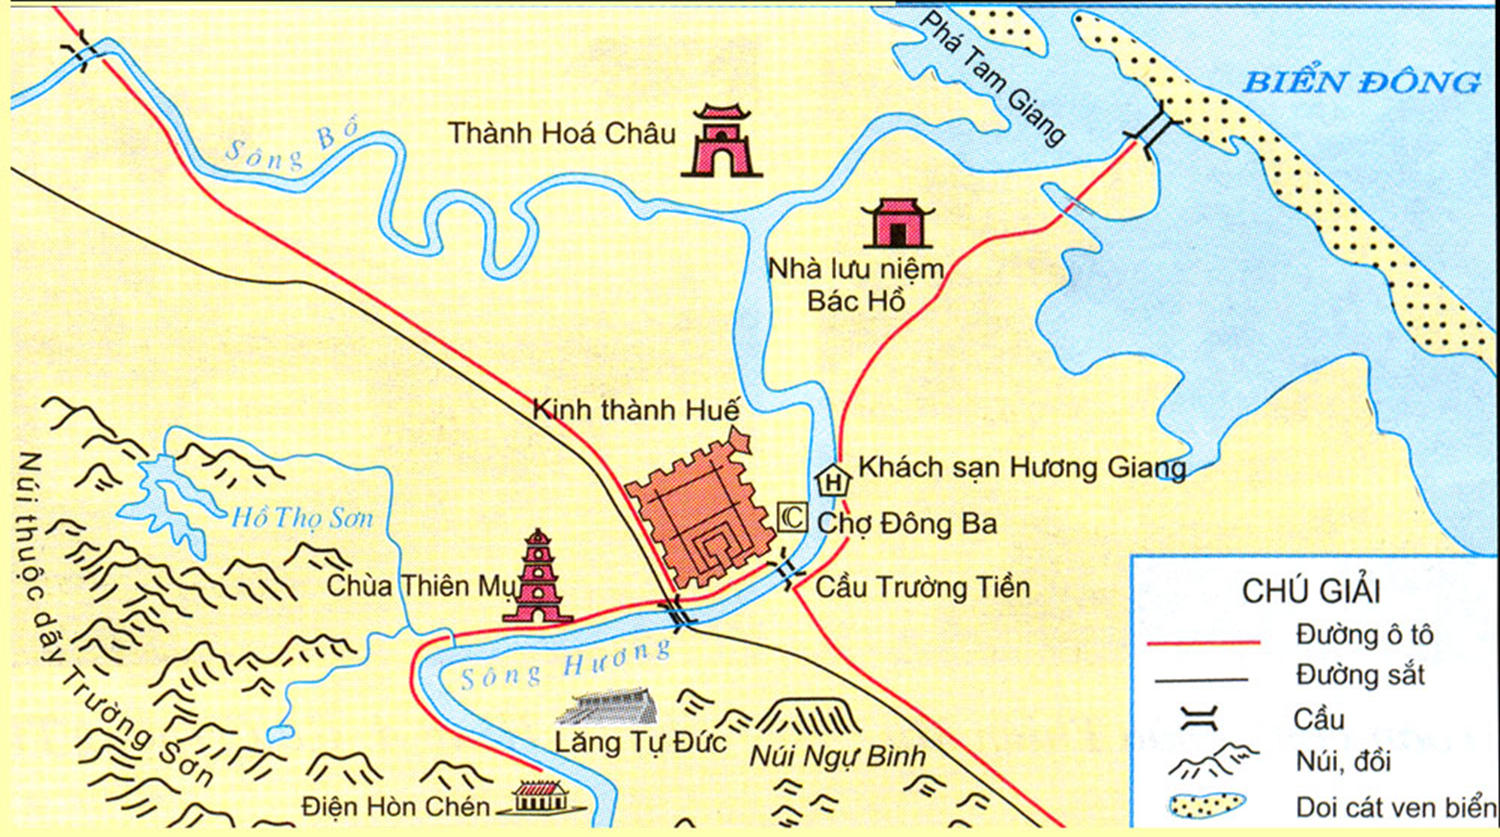 Phá Tam Giang
BIỂN ĐÔNG
Sông Bồ
Thành Hoá Châu
Nhà lưu niệm
Bác Hồ
Kinh thành Huế
Khách sạn Hương Giang
H
C
Chợ Đông Ba
Hồ Thọ Sơn
Chùa Thiên Mụ
Cầu Trường Tiền
Sông Hương
Núi thuộc dãy Trường Sơn
Lăng Tự Đức
Núi Ngự Bình
Điện Hòn Chén
CHÚ GIẢI
Đường ô tô
Đường sắt
Cầu
Núi, đồi
Doi cát ven biển